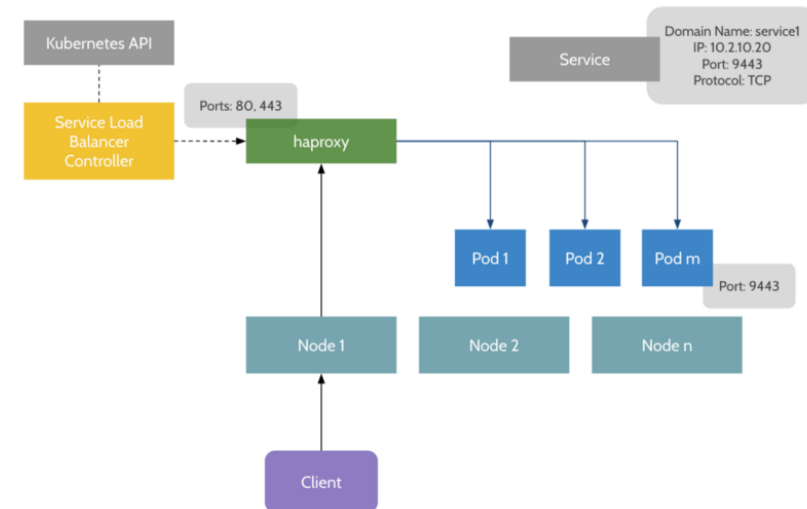 Kubernetes API
Service
Domain Name: service1
IP: 10.2.10.20
Port: 9443
Protocol: TCP
Service Load
Balancer
Controller
Ports: 80, 443
haproxy
Pod 1
Pod 2
Pod m
Port: 9443
Node 1
Node 2
Node n
Client